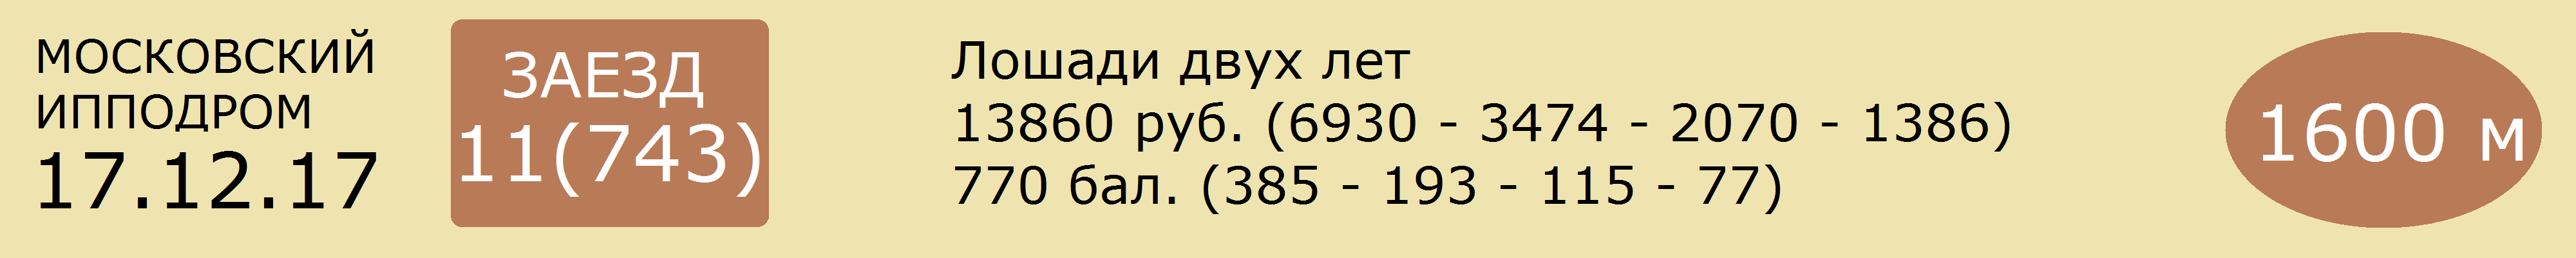 МОСКОВСКИЙ
ИППОДРОМ
17.12.17
ЗАЕЗД
11(743)
Лошади двух лет
13860 руб. (6930 - 3474 - 2070 - 1386)
770 бал. (385 - 193 - 115 - 77)
1600 м